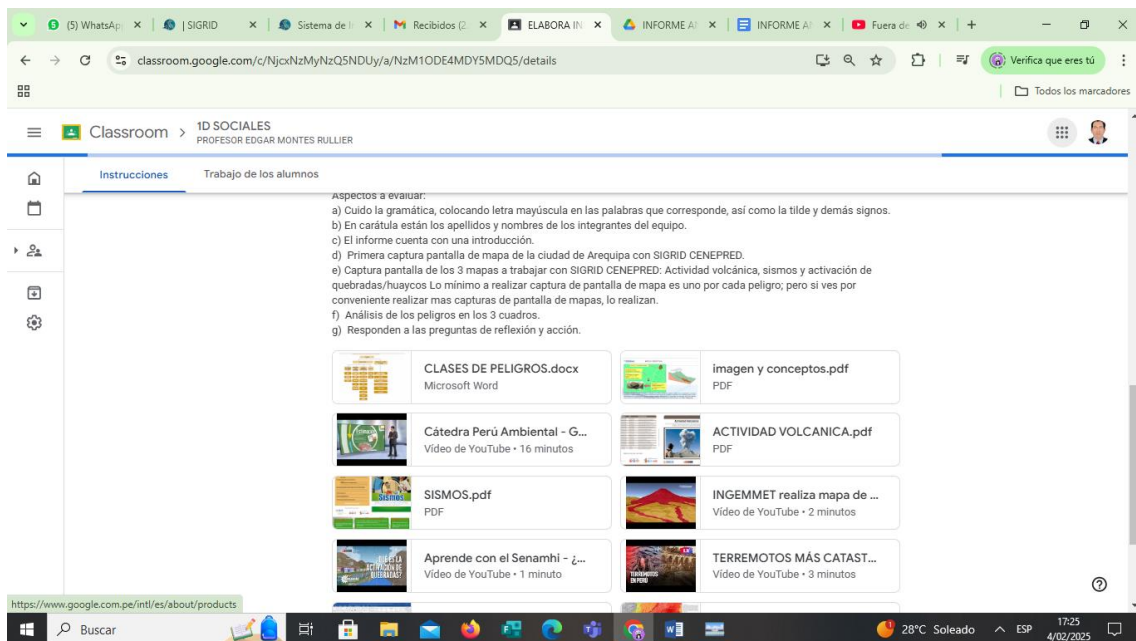 (5) WhatsAp
| SIGRID
Sistema de I
Recibidos (2
ELABORA IN
INFORME A
INFORME A
Fuera de
classroom.google.com/c/NjcxNzMyNzQ5NDUy/a/NzM1ODE4MDY5MDQ5/details
Verifica que eres tú
Todos los marcadores
Classroom > 1D SOCIALES
PROFESOR EDGAR MONTES RULLIER
Instrucciones Trabajo de los alumnos
Aspectos a evaluar:
a) Cuido la gramática, colocando letra mayúscula en las palabras que corresponde, así como la tilde y demás signos.
b) En carátula están los apellidos y nombres de los integrantes del equipo.
c) El informe cuenta con una introducción.
d) Primera captura pantalla de mapa de la ciudad de Arequipa con SIGRID CENEPRED.
e) Captura pantalla de los 3 mapas a trabajar con SIGRID CENEPRED: Actividad volcánica, sismos y activación de
quebradas/huaycos Lo mínimo a realizar captura de pantalla de mapa es uno por cada peligro; pero si ves por
conveniente realizar mas capturas de pantalla de mapas, lo realizan.
f) Análisis de los peligros en los 3 cuadros.
g) Responden a las preguntas de reflexión y acción.
CLASES DE PELIGROS.docx
Microsoft Word
imagen y conceptos.pdf
PDF
Cátedra Perú Ambiental - G...
Vídeo de YouTube • 16 minutos
ACTIVIDAD VOLCANICA.pdf
PDF
Sismos
SISMOS.pdf
PDF
INGEMMET realiza mapa de ...
Vídeo de YouTube • 2 minutos
ACTIVACIÓN DE
QUEBRADAS?
Aprende con el Senamhi - ¿...
Vídeo de YouTube • 1 minuto
TERREMOTOS
EN PERÚ
TERREMOTOS MÁS CATAST...
Vídeo de YouTube • 3 minutos
https://www.google.com.pe/intl/es/about/products
Buscar
28°C Soleado
ESP
17:25
4/02/2025